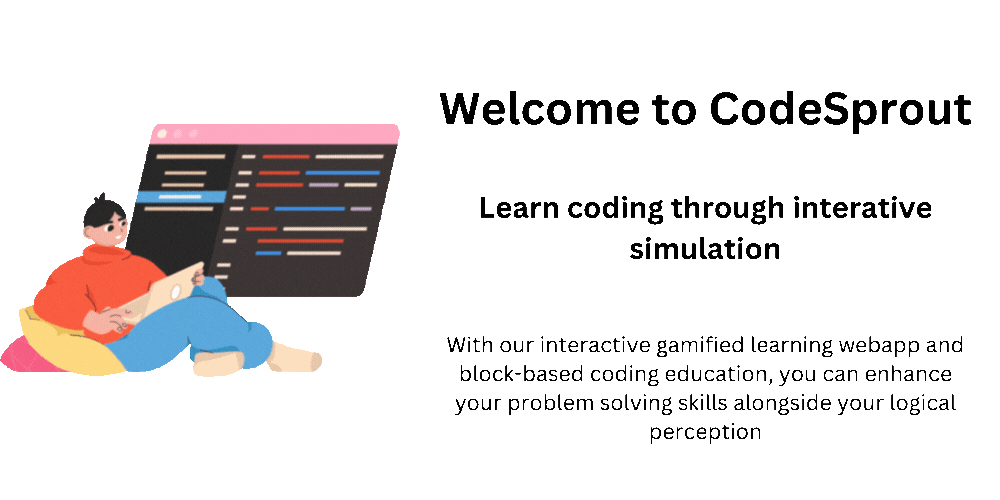 Welcome to CodeSprout
Learn coding through interative
simulation
With our interactive gamified learning webapp and
block-based coding education, you can enhance
your problem solving skills alongside your logical
perception